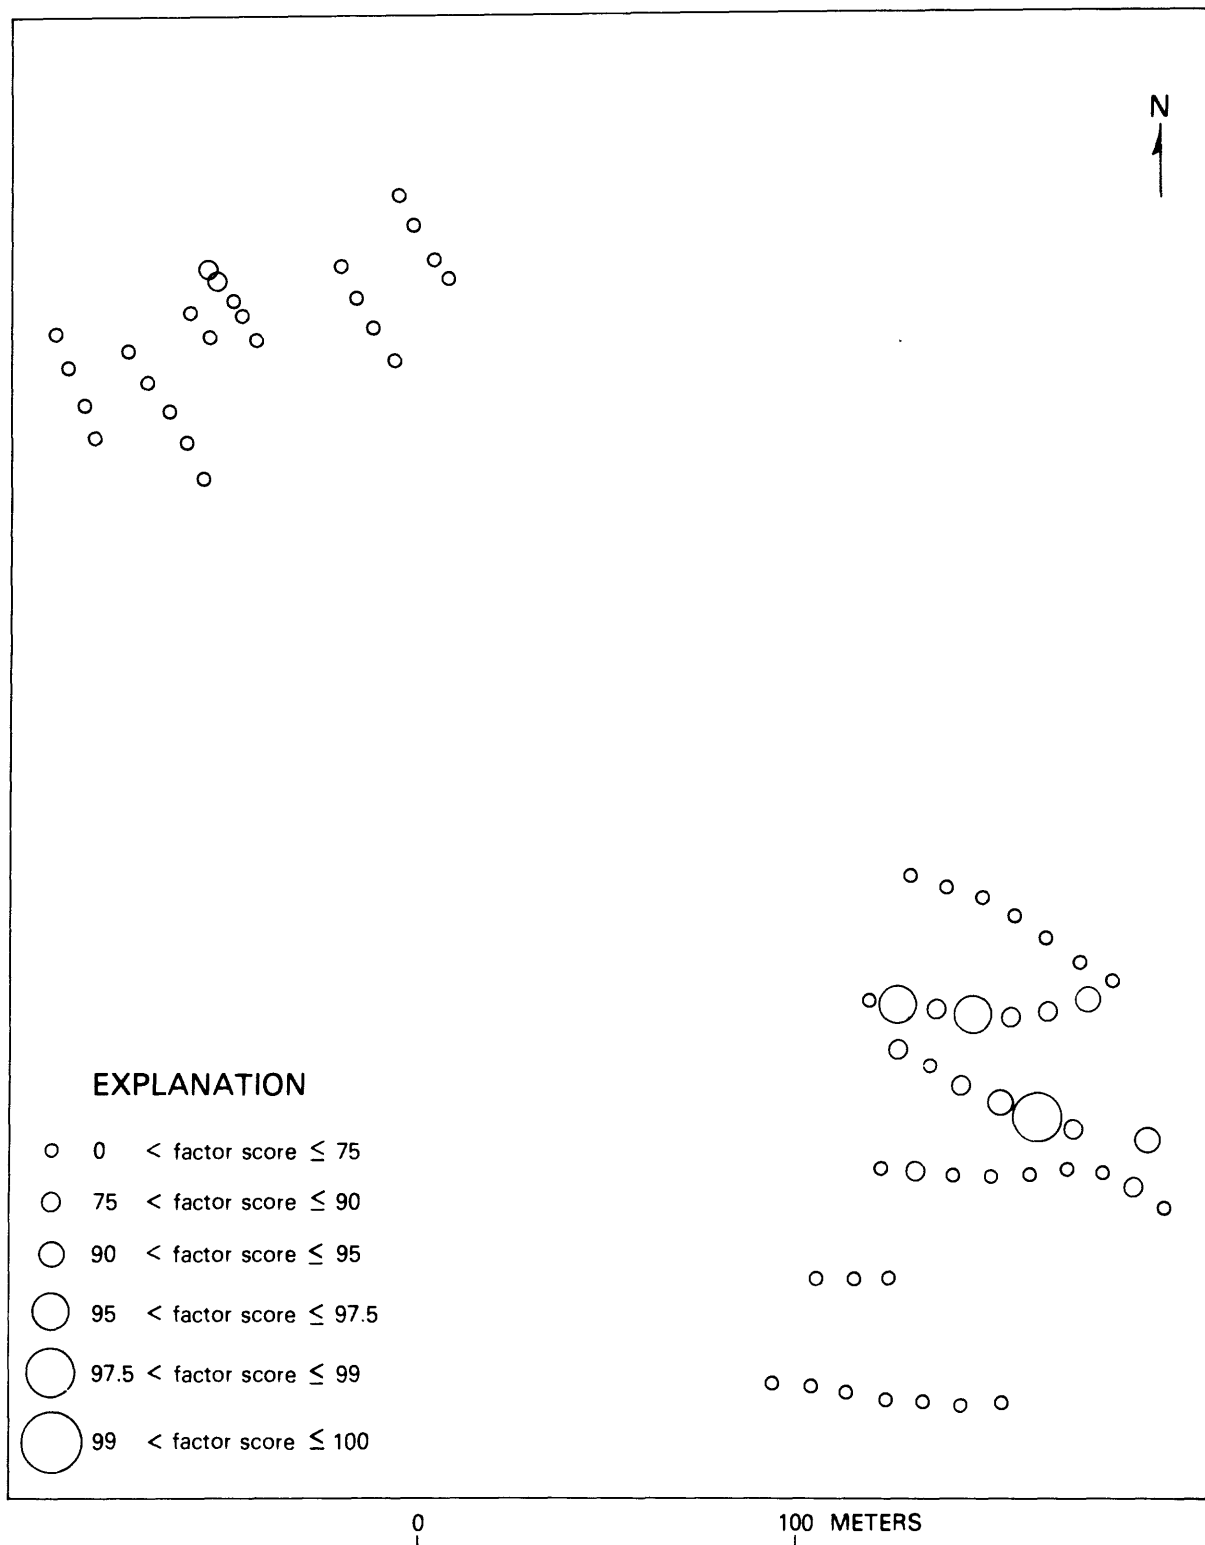 N
EXPLANATION
0 < factor score ≤ 75
75 < factor score ≤ 90
90 < factor score ≤ 95
95 < factor score ≤ 97.5
97.5 < factor score ≤ 99
99 < factor score ≤ 100
0 100 METERS